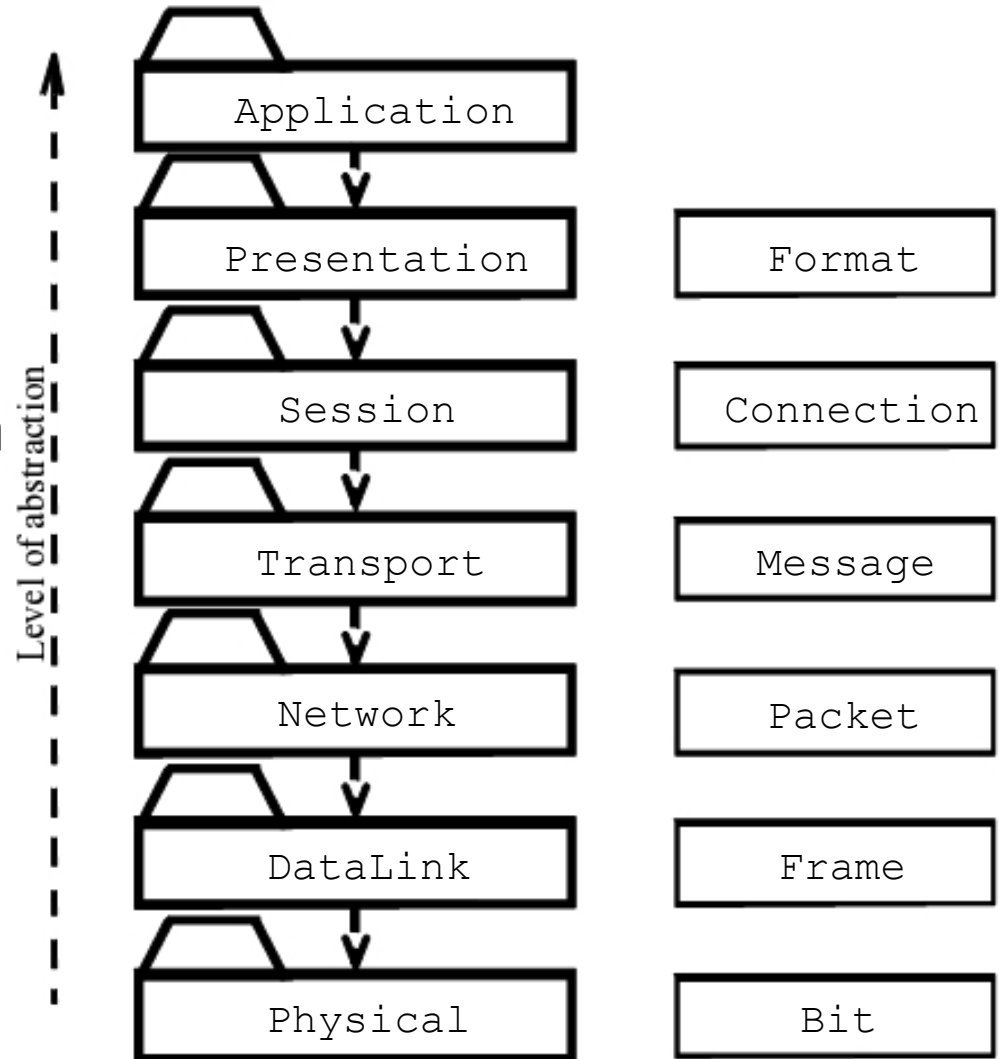 Application
Presentation
Format
Session
Connection
Level of abstraction
Transport
Message
Network
Packet
DataLink
Frame
Physical
Bit